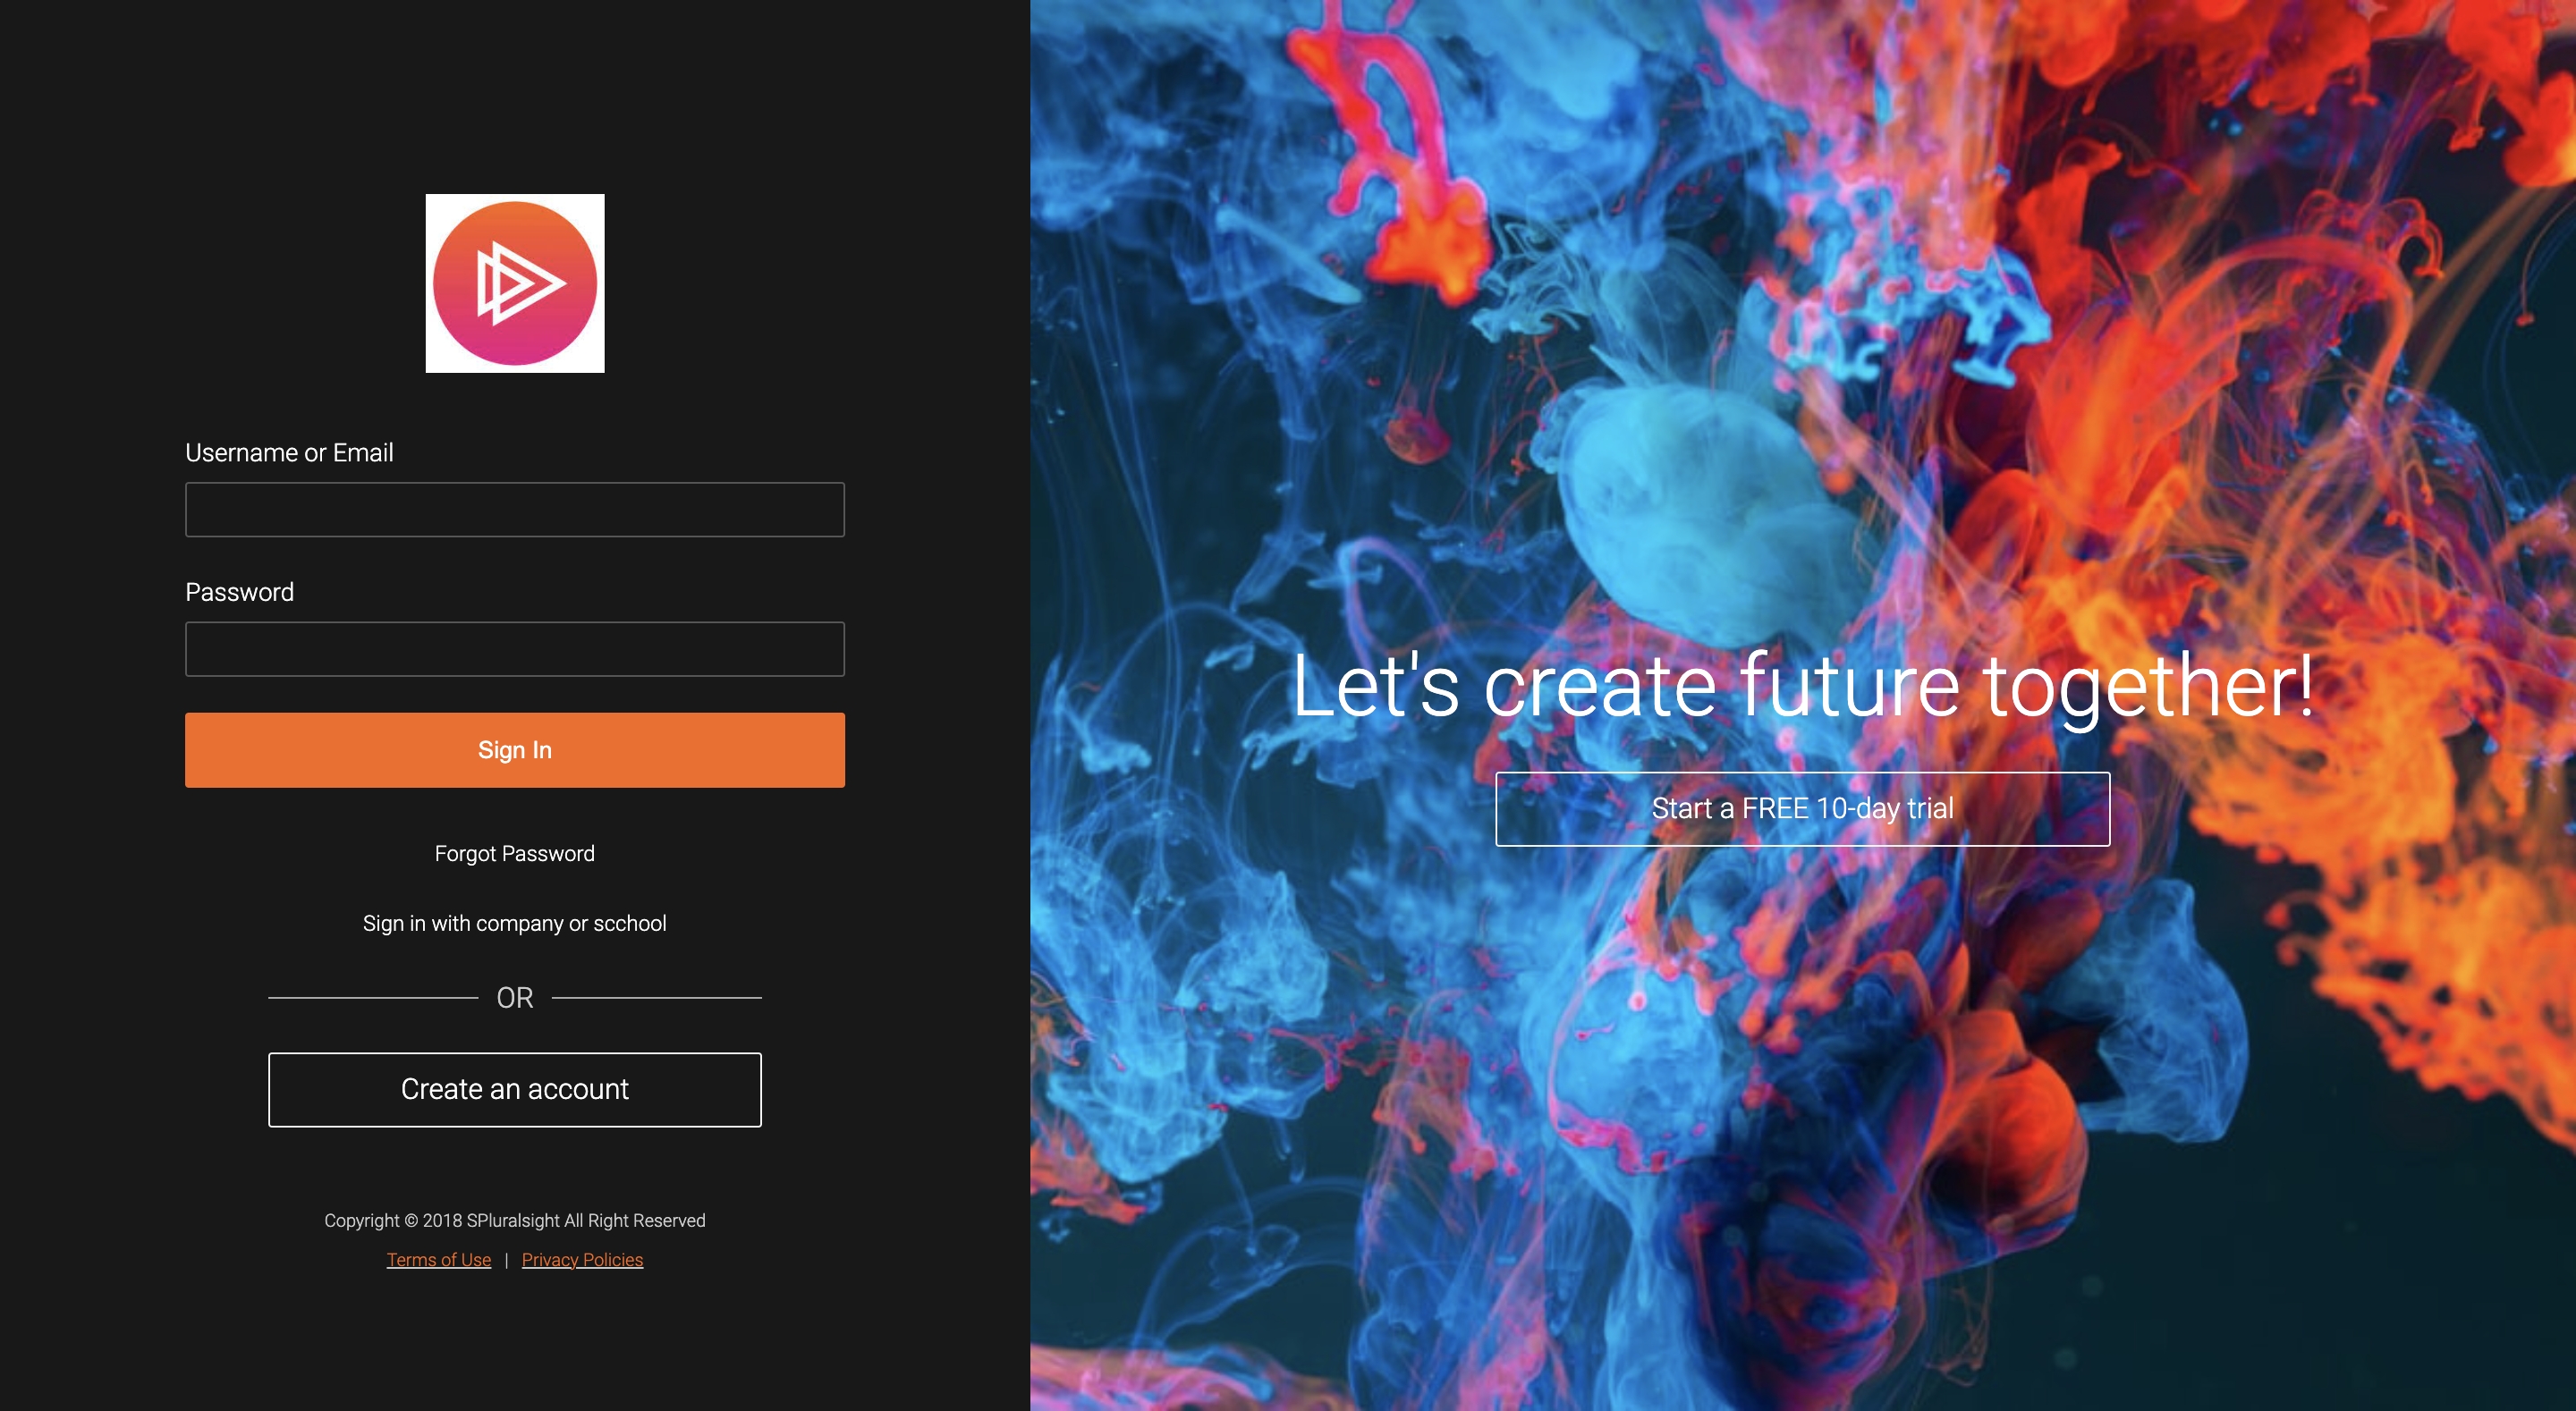 Username or Email
Password
Sign In
Forgot Password
Sign in with company or scchool
OR
Create an account
Copyright © 2018 SPluralsight All Right Reserved
Terms of Use | Privacy Policies
Let's create future together!
Start a FREE 10-day trial